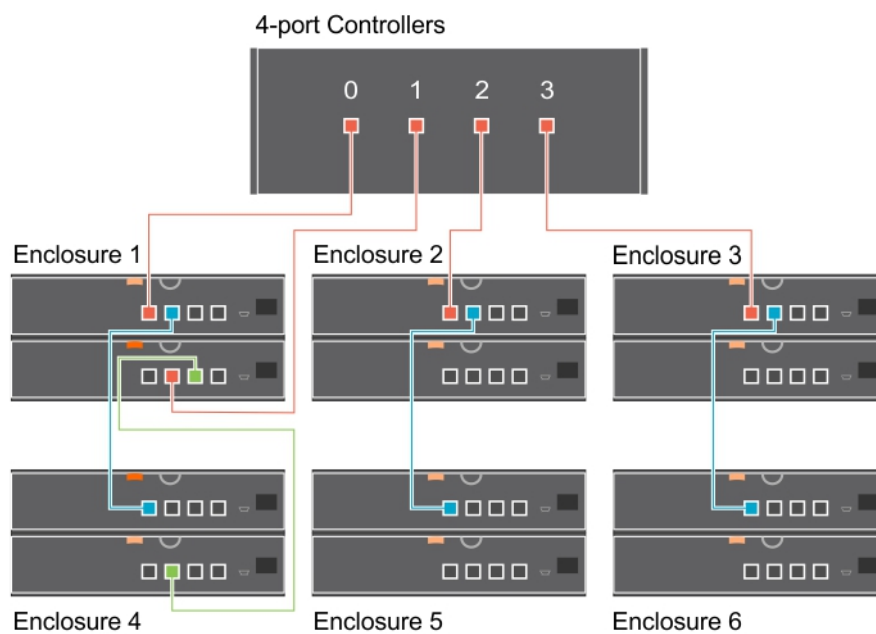 4-port Controllers
0 1 2 3
Enclosure 1
Enclosure 2
Enclosure 3
Enclosure 4
Enclosure 5
Enclosure 6